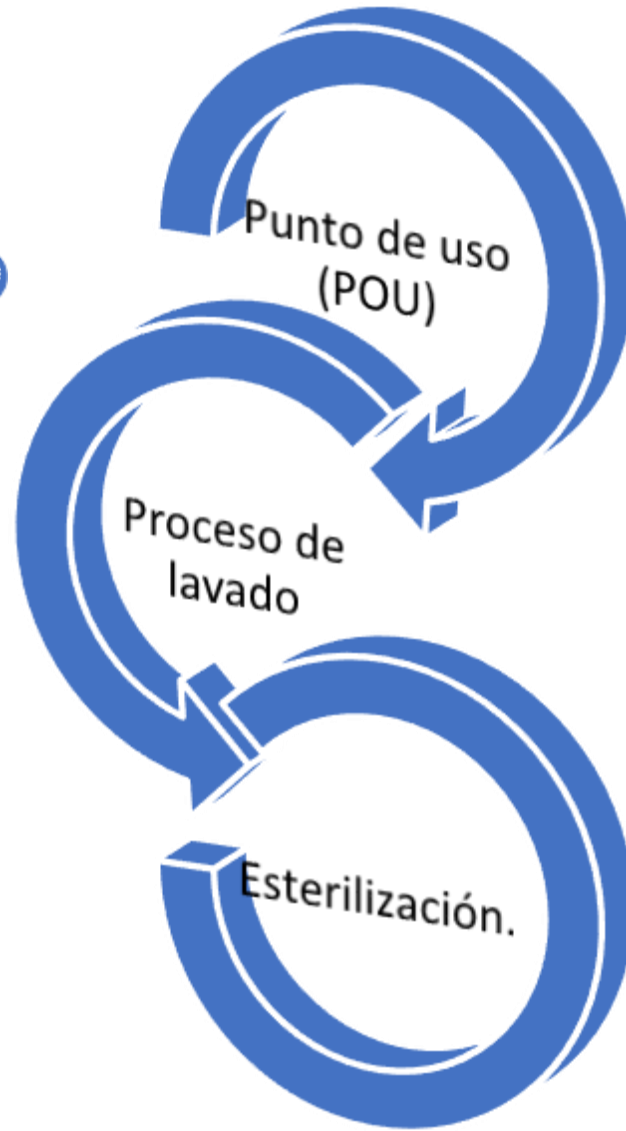 Punto de uso
(POU)
Proceso de
lavado
Esterilización.